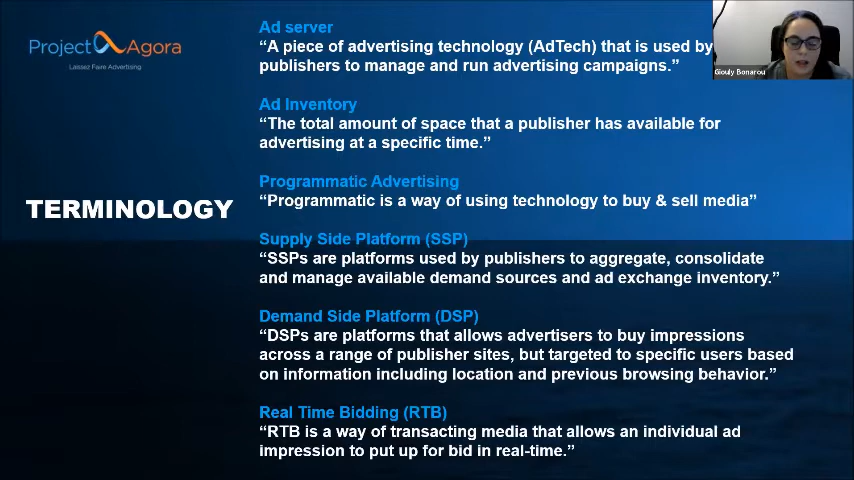 Project Agora
Laissez Faire Advertising
TERMINOLOGY
Ad server
“A piece of advertising technology (AdTech) that is used by
publishers to manage and run advertising campaigns.”
Ad Inventory
“The total amount of space that a publisher has available for
advertising at a specific time.”
Programmatic Advertising
“Programmatic is a way of using technology to buy & sell media”
Supply Side Platform (SSP)
“SSPs are platforms used by publishers to aggregate, consolidate
and manage available demand sources and ad exchange inventory.”
Demand Side Platform (DSP)
“DSPs are platforms that allows advertisers to buy impressions
across a range of publisher sites, but targeted to specific users based
on information including location and previous browsing behavior.”
Real Time Bidding (RTB)
“RTB is a way of transacting media that allows an individual ad
impression to put up for bid in real-time.”
Giouly Bonarou